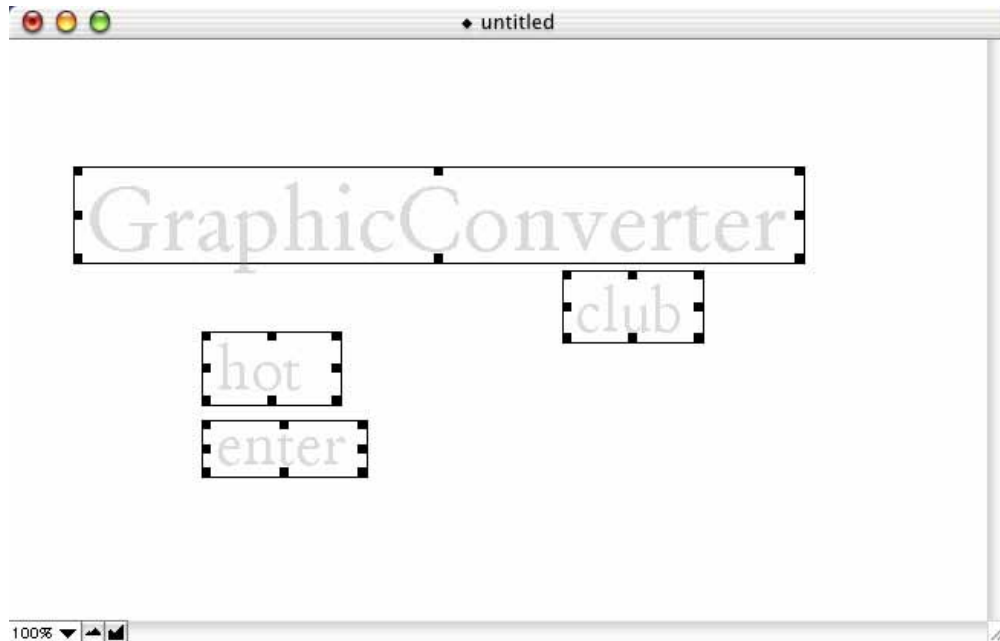 ◆ untitled
GraphicConverter
club
hot
enter
100%